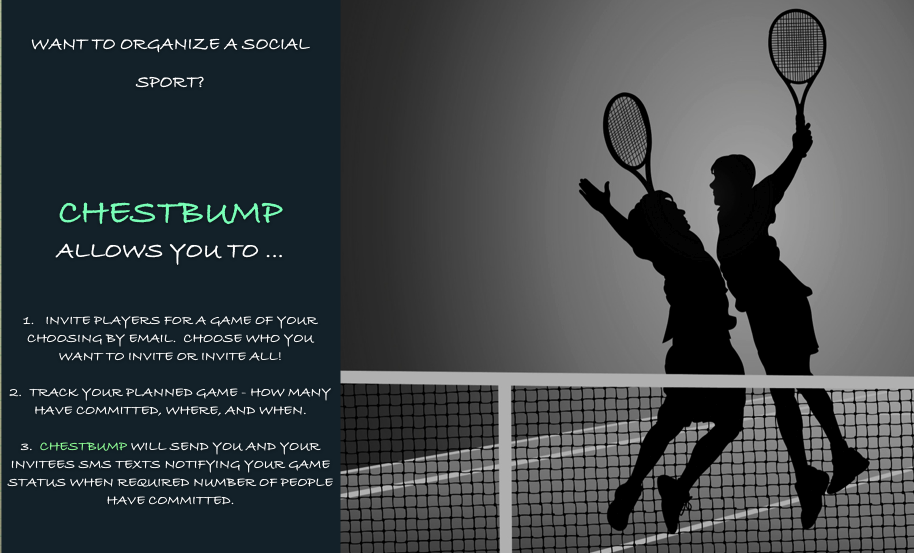 WANT TO ORGANIZE A SOCIAL
SPORT?
CHESTBUMP
ALLOWS YOU TO ...
1. INVITE PLAYERS FOR A GAME OF YOUR
CHOOSING BY EMAIL. CHOOSE WHO YOU
WANT TO INVITE OR INVITE ALL!
2. TRACK YOUR PLANNED GAME - HOW MANY
HAVE COMMITTED, WHERE, AND WHEN.
3. CHESTBUMP WILL SEND YOU AND YOUR
INVITEES SMS TEXTS NOTIFYING YOUR GAME
STATUS WHEN REQUIRED NUMBER OF PEOPLE
HAVE COMMITTED.